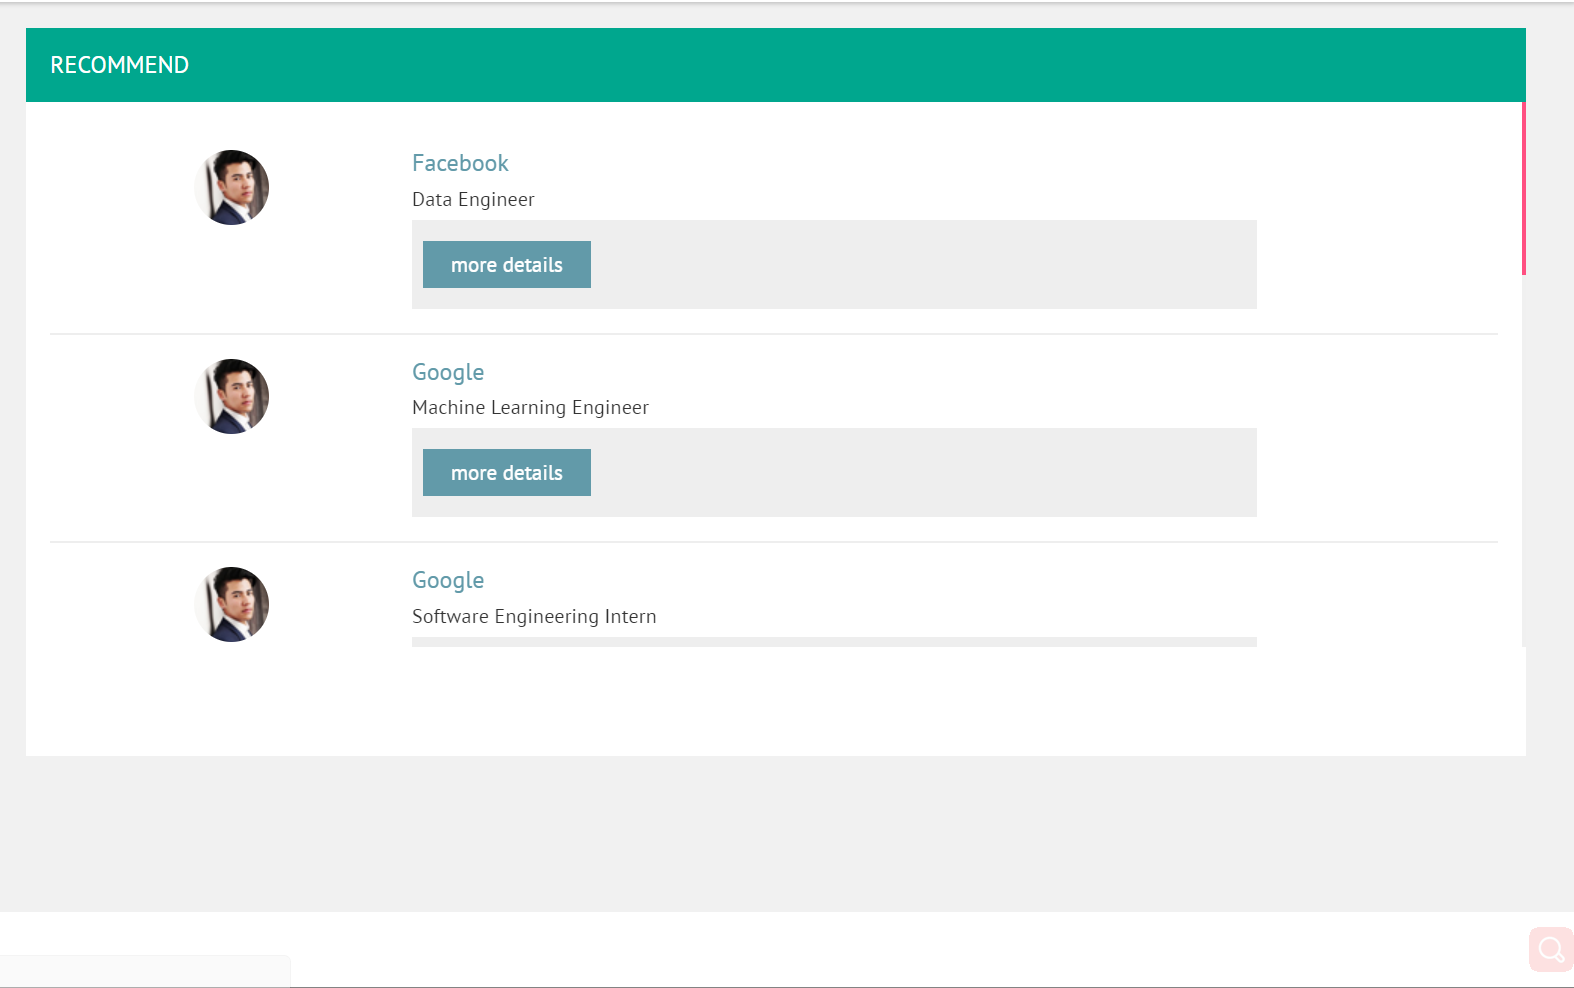 RECOMMEND
Facebook
Data Engineer
more details
Google
Machine Learning Engineer
more details
Google
Software Engineering Intern